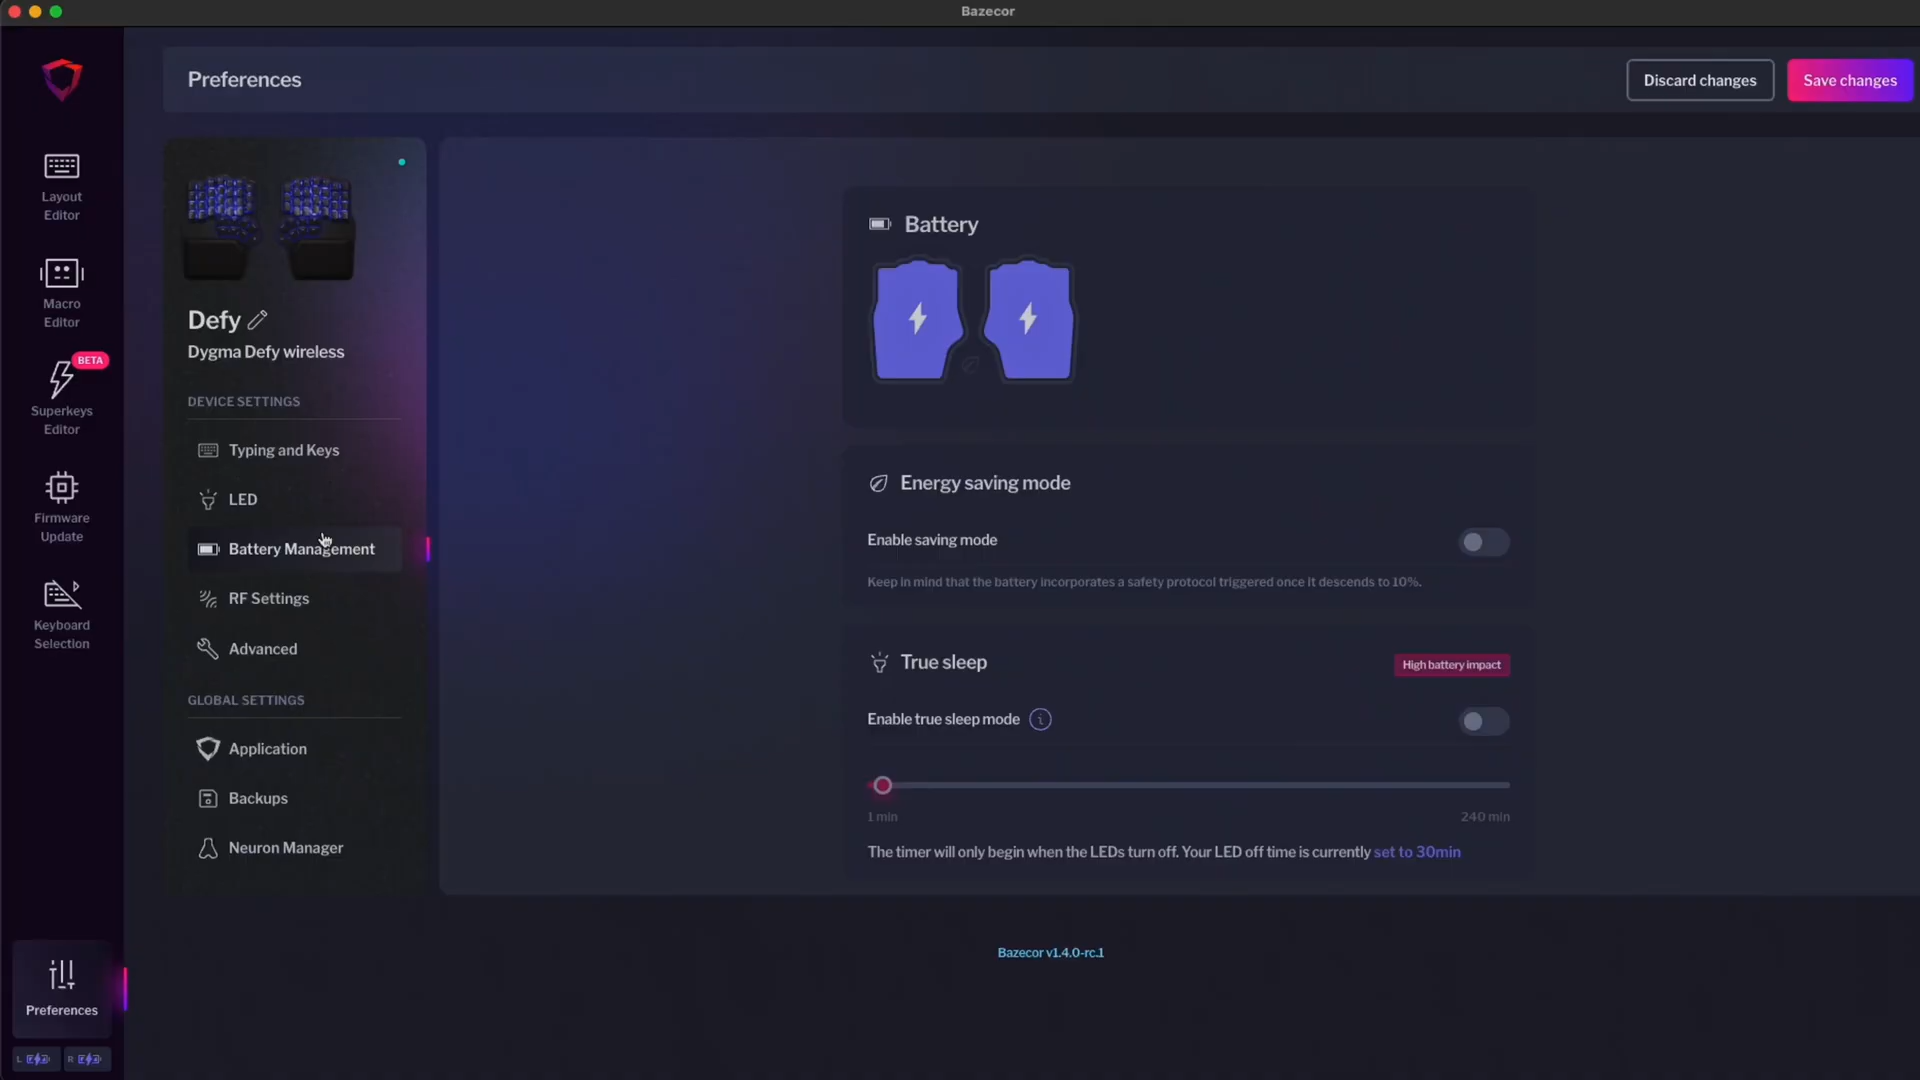 Bazecor
Preferences
Discard changes
Save changes
Layout
Editor
Macro
Editor
BETA
Superkeys
Editor
Firmware
Update
Keyboard
Selection
Preferences
L
R
Defy
Dygma Defy wireless
DEVICE SETTINGS
Typing and Keys
LED
Battery Management
RF Settings
Advanced
GLOBAL SETTINGS
Application
Backups
Neuron Manager
Battery
Energy saving mode
Enable saving mode
Keep in mind that the battery incorporates a safety protocol triggered once it descends to 10%.
True sleep
High battery impact
Enable true sleep mode
1 min
240 min
The timer will only begin when the LEDs turn off. Your LED off time is currently set to 30min
Bazecor v1.4.0-rc.1